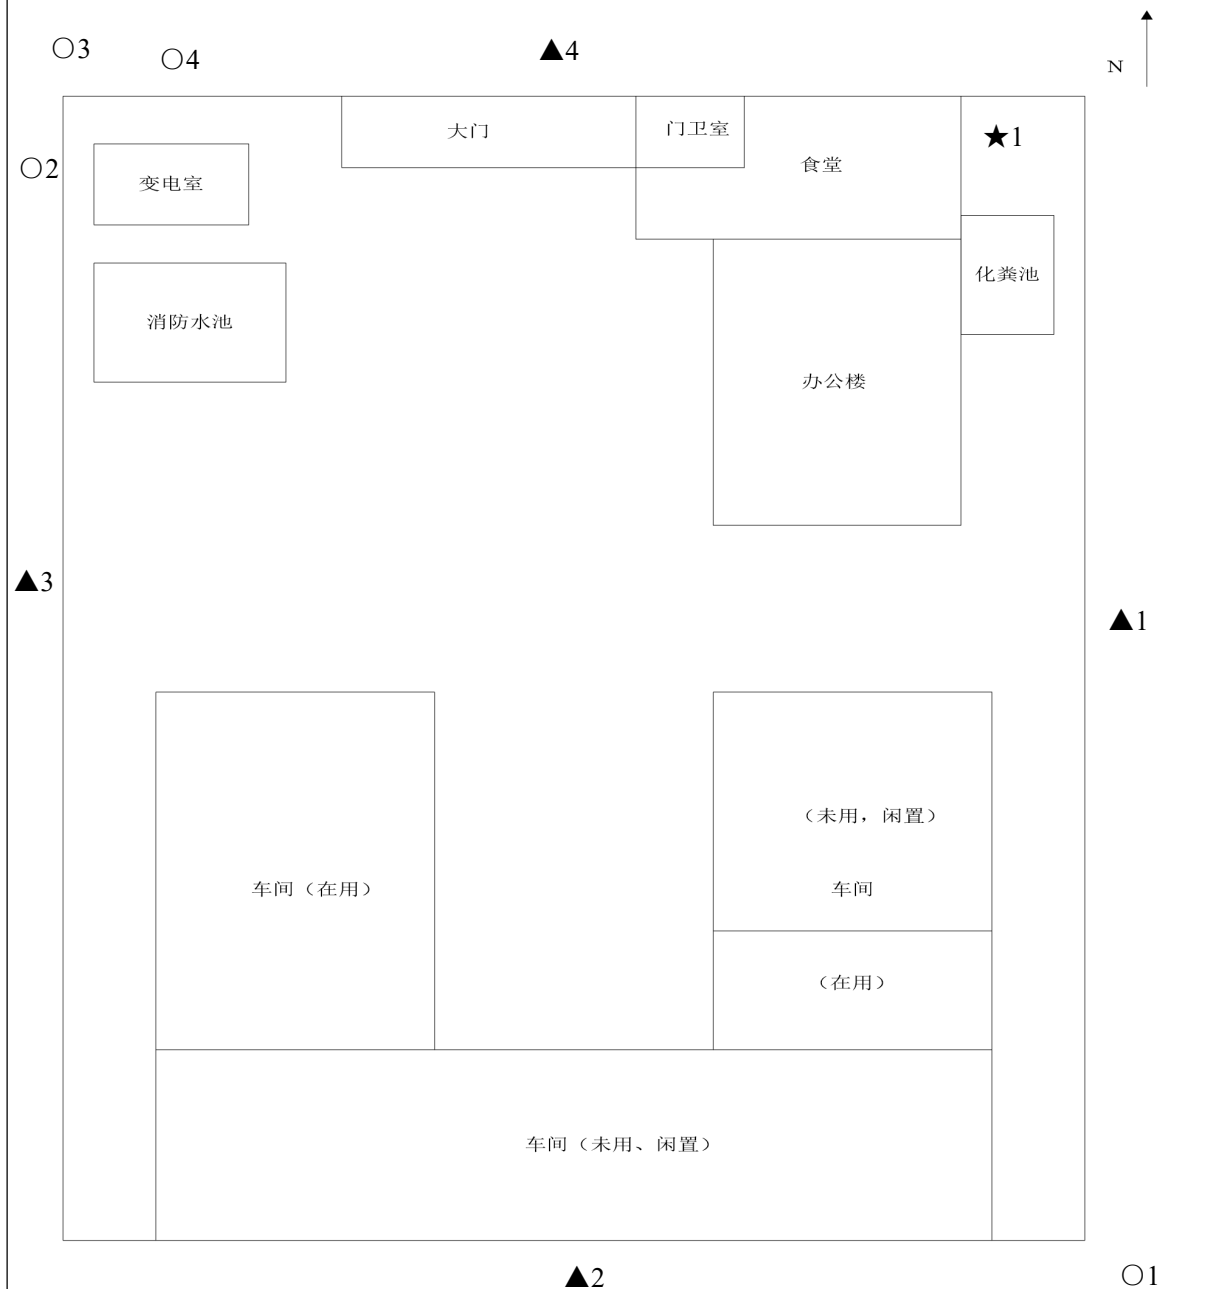 ○3
○4
▲4
N
大门
门卫室
★1
食堂
○2
变电室
化粪池
消防水池
办公楼
▲3
▲1
（未用，闲置）
车间（在用）
车间
（在用）
车间（未用、闲置）
▲2
○1